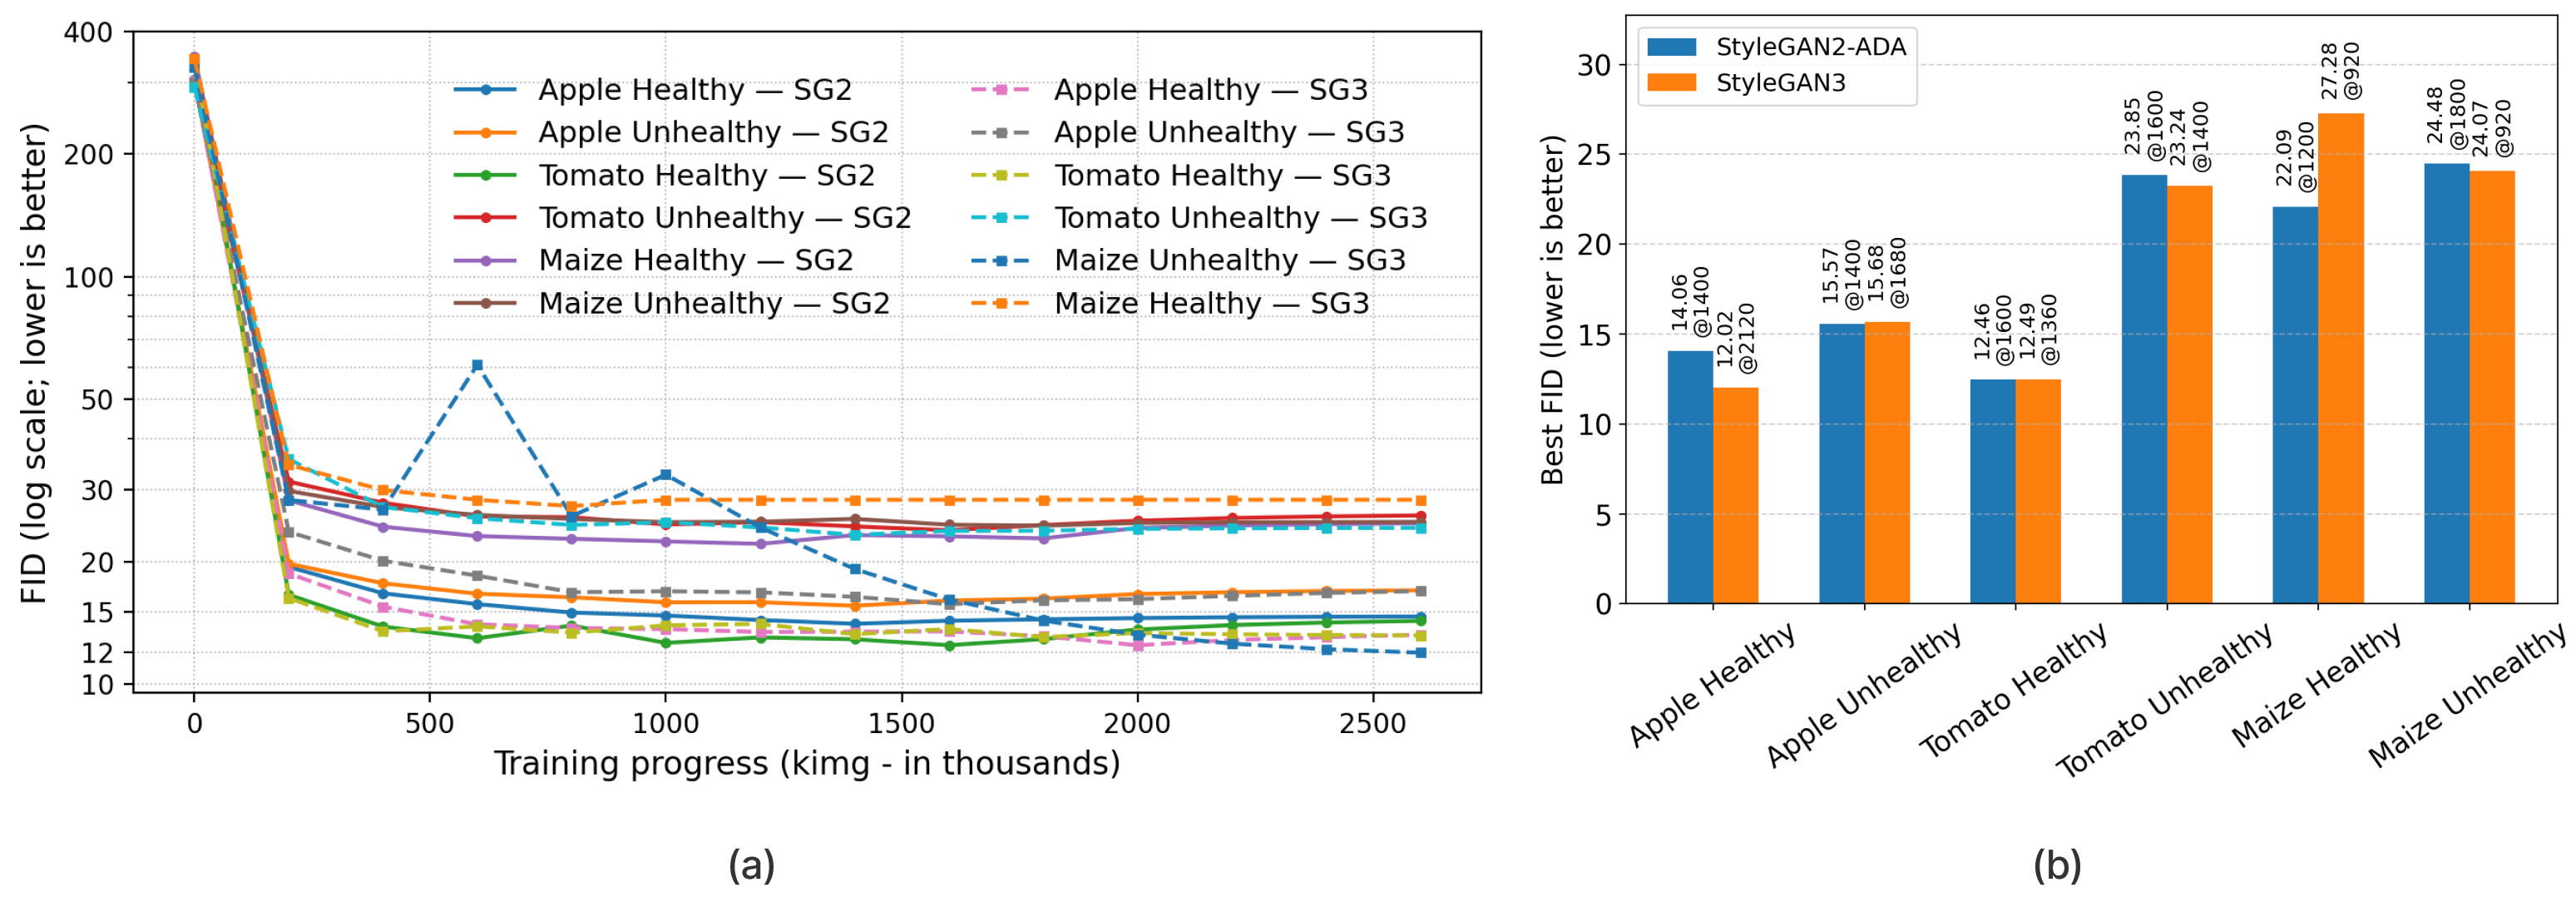 400
200
100
50
30
20
15
12
10
FID (log scale; lower is better)
Apple Healthy — SG2
Apple Unhealthy — SG2
Tomato Healthy — SG2
Tomato Unhealthy — SG2
Maize Healthy — SG2
Maize Unhealthy — SG2
Apple Healthy — SG3
Apple Unhealthy — SG3
Tomato Healthy — SG3
Tomato Unhealthy — SG3
Maize Unhealthy — SG3
Maize Healthy — SG3
0
500
1000
1500
2000
2500
Training progress (kimg - in thousands)
(a)
StyleGAN2-ADA
StyleGAN3
30
25
20
15
10
5
0
Best FID (lower is better)
14.06
@1400
12.02
@2120
15.57
@1400
15.68
@1680
12.46
@1600
12.49
@1360
23.85
@1600
23.24
@1400
22.09
@1200
27.28
@920
24.48
@1800
24.07
@920
Apple Healthy
Apple Unhealthy
Tomato Healthy
Tomato Unhealthy
Maize Healthy
Maize Unhealthy
(b)